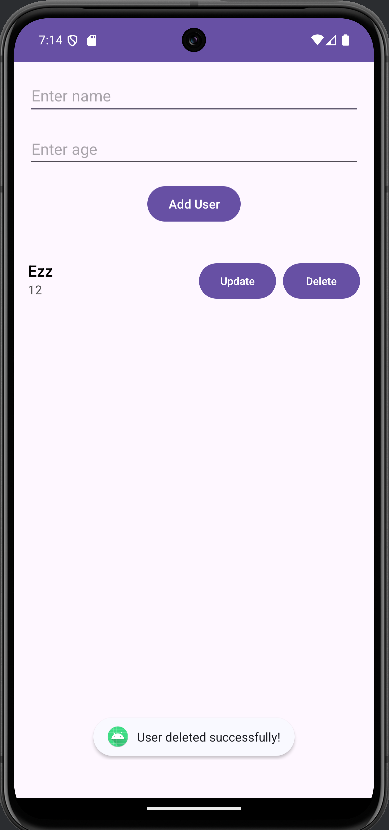 7:14
Enter name
Enter age
Add User
Ezz
12
Update
Delete
User deleted successfully!